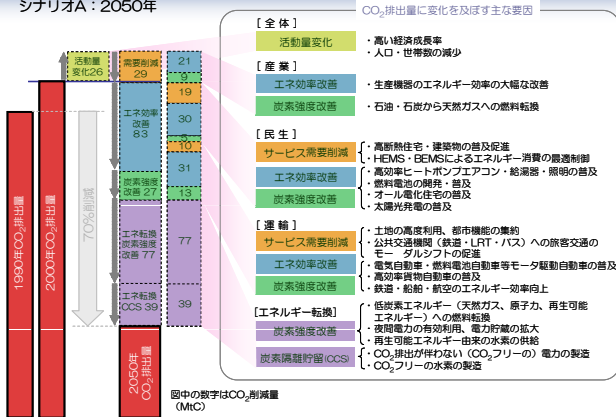 シナリオA：2050年
CO2排出量に変化を及ぼす主な要因
1990年CO2排出量
2000年CO2排出量
70%削減
活動量
変化26
需要削減
29
エネ効率
改善
83
炭素強度
改善 27
エネ転換
炭素強度
改善 77
エネ転換
CCS 39
2050年
CO2排出量
21
9
19
30
5
10
31
13
77
39
図中の数字はCO2削減量
（MtC）
[ 全体 ]
活動量変化
・高い経済成長率
・人口・世帯数の減少
[ 産業 ]
エネ効率改善
・生産機器のエネルギー効率の大幅な改善
炭素強度改善
・石油・石炭から天然ガスへの燃料転換
[ 民生 ]
サービス需要削減
・高断熱住宅・建築物の普及促進
・HEMS・BEMSによるエネルギー消費の最適制御
エネ効率改善
・高効率ヒートポンプエアコン・給湯器・照明の普及
・燃料電池の開発・普及
炭素強度改善
・オール電化住宅の普及
・太陽光発電の普及
[ 運輸 ]
サービス需要削減
・土地の高度利用、都市機能の集約
・公共交通機関（鉄道・LRT・バス）への旅客交通の
モーダルシフトの促進
エネ効率改善
・電気自動車・燃料電池自動車等モータ駆動自動車の普及
・高効率貨物自動車の普及
炭素強度改善
・鉄道・船舶・航空のエネルギー効率向上
[エネルギー転換]
・低炭素エネルギー（天然ガス、原子力、再生可能
エネルギー）への燃料転換
炭素強度改善
・夜間電力の有効利用、電力貯蔵の拡大
・再生可能エネルギー由来の水素の供給
炭素隔離貯留(CCS)
・CO2排出が伴わない（CO2フリーの）電力の製造
・CO2フリーの水素の製造